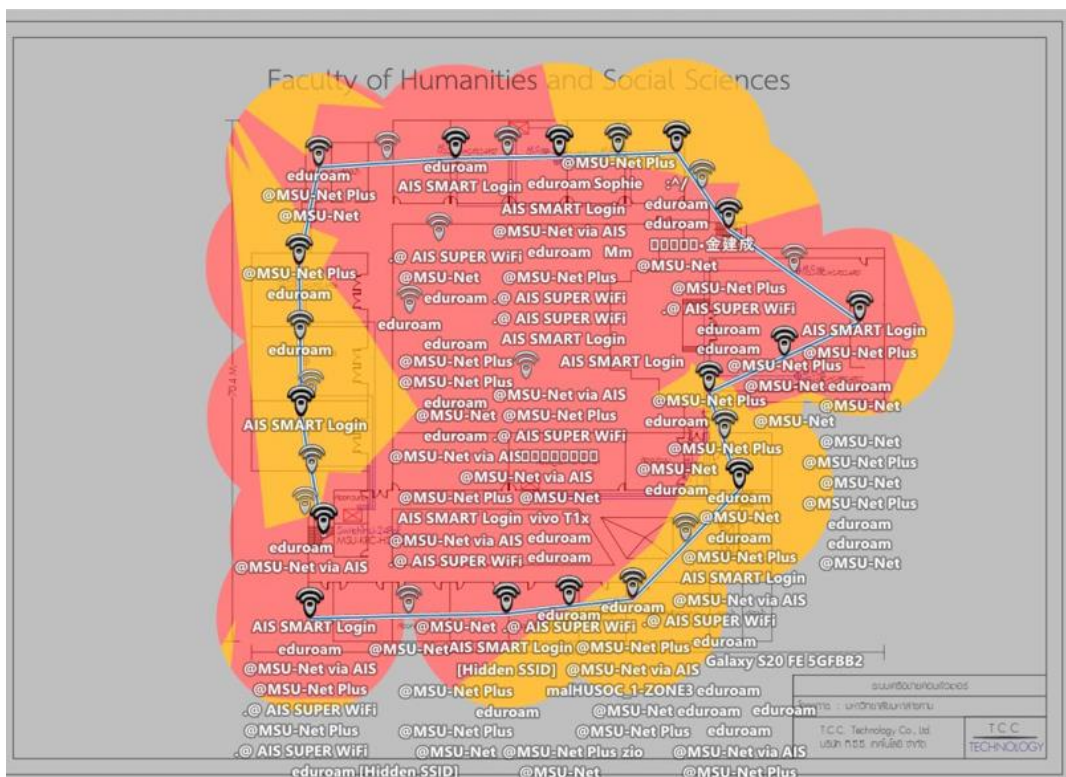 Faculty of Humanities and Social Sciences
eduroam
@MSU-Net Plus
@MSU-Net
eduroam
AIS SMART Login
eduroam Sophie
@MSU-Net Plus
:^/
AIS SMART Login
eduroam
@MSU-Net via AIS
eduroam
.@ AIS SUPER WiFi
eduroam
Mm
金建成
@MSU-Net Plus
@MSU-Net
@MSU-Net Plus
@MSU-Net
eduroam
eduroam
.@ AIS SUPER WiFi
@MSU-Net Plus
.@ AIS SUPER WiFi
eduroam
.@ AIS SUPER WiFi
eduroam
AIS SMART Login
eduroam
eduroam
AIS SMART Login
eduroam
@MSU-Net Plus
AIS SMART Login
@MSU-Net Plus
@MSU-Net Plus
@MSU-Net Plus
@MSU-Net via AIS
@MSU-Net eduroam
eduroam
@MSU-Net Plus
@MSU-Net
@MSU-Net
@MSU-Net Plus
eduroam
@MSU-Net
AIS SMART Login
eduroam
.@ AIS SUPER WiFi
@MSU-Net Plus
@MSU-Net
@MSU-Net via AIS
@MSU-Net
@MSU-Net Plus
@MSU-Net via AIS
eduroam
@MSU-Net
@MSU-Net Plus
@MSU-Net
eduroam
@MSU-Net Plus
AIS SMART Login
vivo T1x
@MSU-Net
eduroam
@MSU-Net via AIS
eduroam
eduroam
eduroam
eduroam
.@ AIS SUPER WiFi
eduroam
@MSU-Net Plus
@MSU-Net
@MSU-Net via AIS
AIS SMART Login
@MSU-Net via AIS
eduroam
eduroam
AIS SMART Login
@MSU-Net
.@ AIS SUPER WiFi
.@ AIS SUPER WiFi
eduroam
@MSU-Net
AIS SMART Login
@MSU-Net Plus
eduroam
@MSU-Net via AIS
[Hidden SSID]
@MSU-Net via AIS
Galaxy S20 FE 5GFBB2
@MSU-Net Plus
@MSU-Net Plus
malHUSOC_1-ZONE3 eduroam
.@ AIS SUPER WiFi
eduroam
@MSU-Net eduroam
eduroam
@MSU-Net Plus
@MSU-Net Plus
eduroam
eduroam
.@ AIS SUPER WiFi
@MSU-Net
@MSU-Net Plus
zio
@MSU-Net via AIS
eduroam [Hidden SSID]
@MSU-Net
@MSU-Net Plus
T.C.C. Technology Co., Ltd.
T.C.C.
TECHNOLOGY